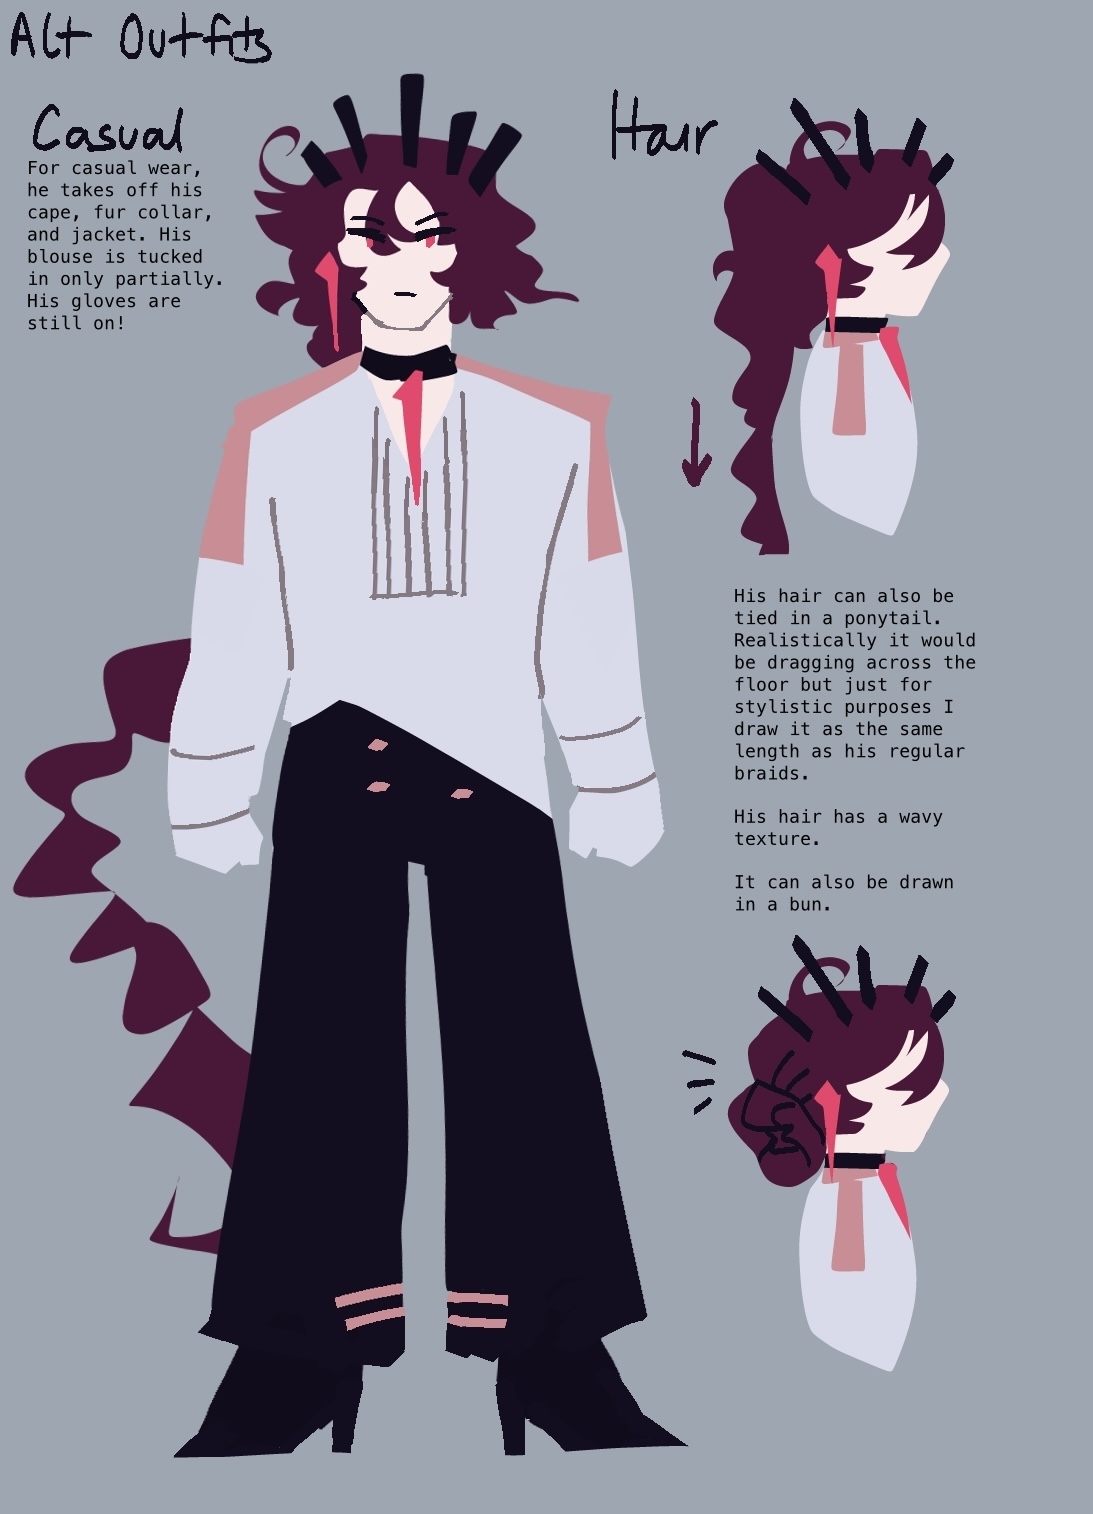 Alt Outfits
Casual
For casual wear,
he takes off his
cape, fur collar,
and jacket. His
blouse is tucked
in only partially.
His gloves are
still on!
Hair
His hair can also be
tied in a ponytail.
Realistically it would
be dragging across the
floor but just for
stylistic purposes I
draw it as the same
length as his regular
braids.
His hair has a wavy
texture.
It can also be drawn
in a bun.